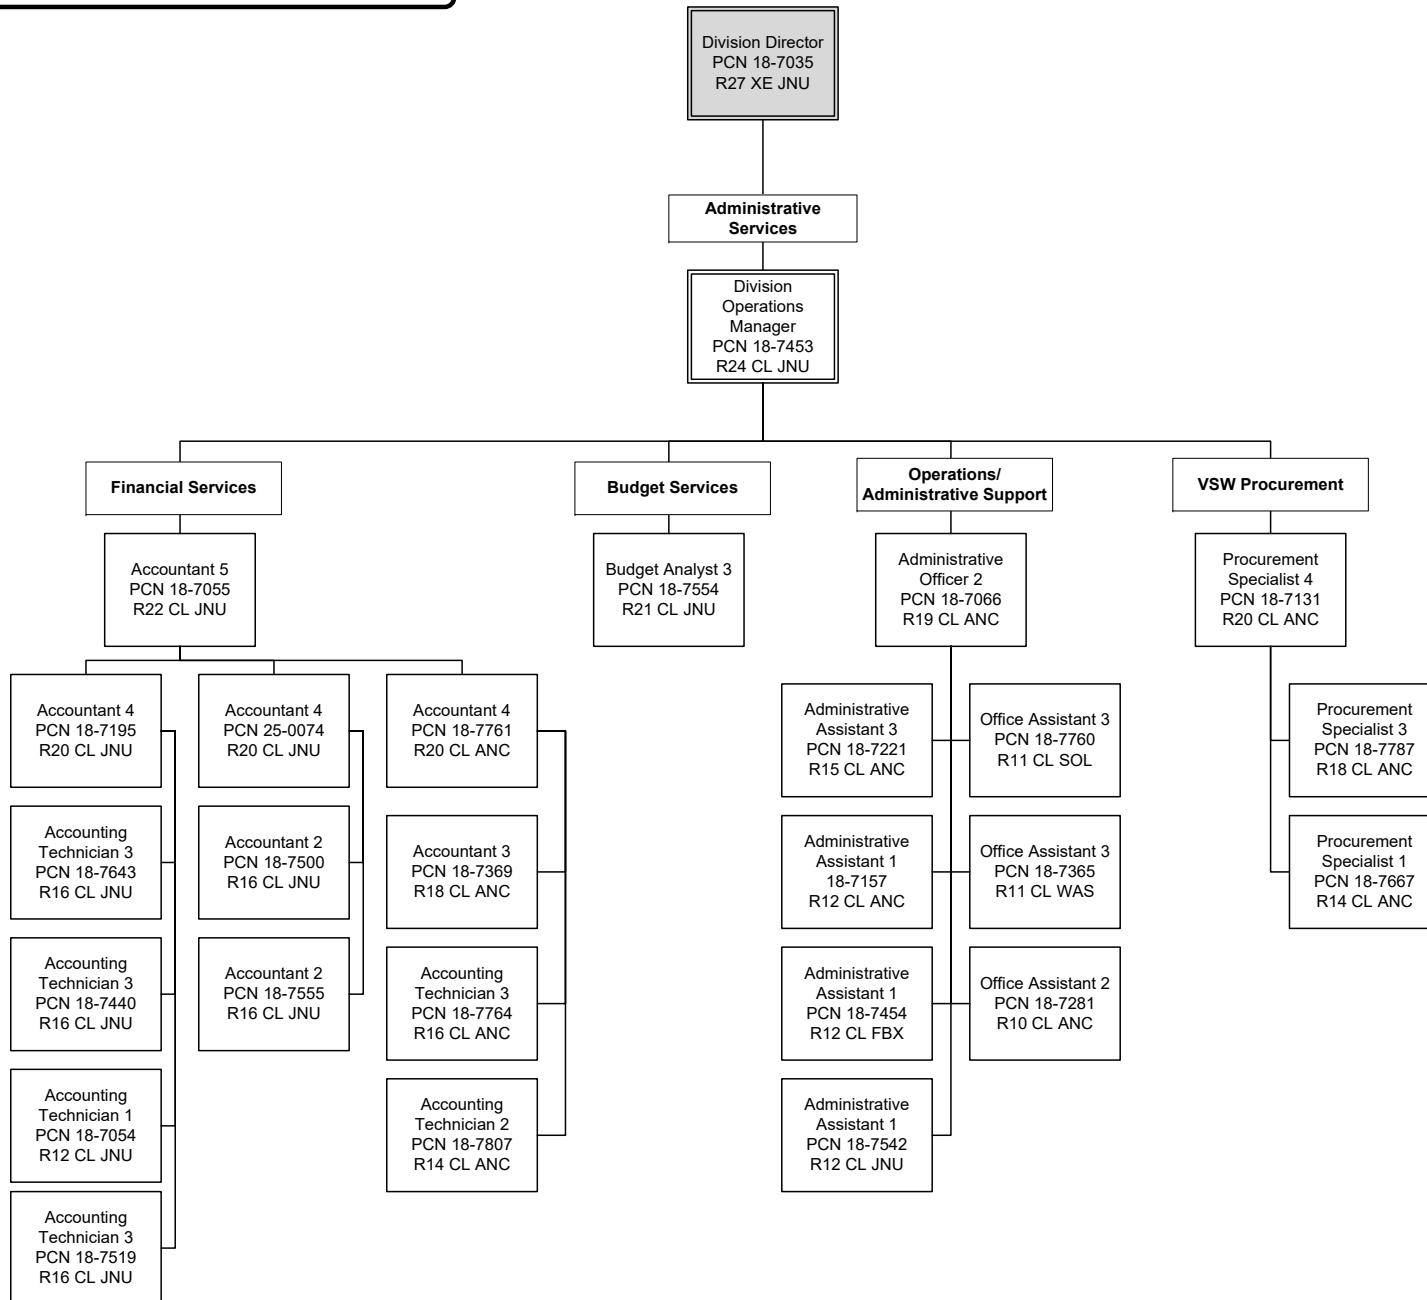 Division Director
PCN 18-7035
R27 XE JNU
Administrative
Services
Division
Operations
Manager
PCN 18-7453
R24 CL JNU
Financial Services
Budget Services
Operations/
Administrative Support
VSW Procurement
Accountant 5
PCN 18-7055
R22 CL JNU
Budget Analyst 3
PCN 18-7554
R21 CL JNU
Administrative
Officer 2
PCN 18-7066
R19 CL ANC
Procurement
Specialist 4
PCN 18-7131
R20 CL ANC
Accountant 4
PCN 18-7195
R20 CL JNU
Accounting
Technician 3
PCN 18-7643
R16 CL JNU
Accounting
Technician 3
PCN 18-7440
R16 CL JNU
Accounting
Technician 1
PCN 18-7054
R12 CL JNU
Accounting
Technician 3
PCN 18-7519
R16 CL JNU
Accountant 4
PCN 25-0074
R20 CL JNU
Accountant 2
PCN 18-7500
R16 CL JNU
Accountant 2
PCN 18-7555
R16 CL JNU
Accountant 4
PCN 18-7761
R20 CL ANC
Accountant 3
PCN 18-7369
R18 CL ANC
Accounting
Technician 3
PCN 18-7764
R16 CL ANC
Accounting
Technician 2
PCN 18-7807
R14 CL ANC
Administrative
Assistant 3
PCN 18-7221
R15 CL ANC
Administrative
Assistant 1
18-7157
R12 CL ANC
Administrative
Assistant 1
PCN 18-7454
R12 CL FBX
Administrative
Assistant 1
PCN 18-7542
R12 CL JNU
Office Assistant 3
PCN 18-7760
R11 CL SOL
Office Assistant 3
PCN 18-7365
R11 CL WAS
Office Assistant 2
PCN 18-7281
R10 CL ANC
Procurement
Specialist 3
PCN 18-7787
R18 CL ANC
Procurement
Specialist 1
PCN 18-7667
R14 CL ANC